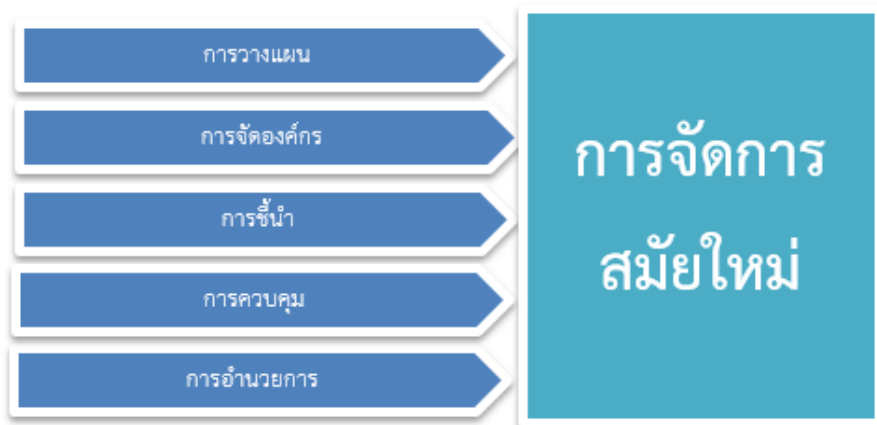 การวางแผน
การจัดองค์กร
การชี้นำ
การควบคุม
การอำนวยการ
การจัดการ
สมัยใหม่